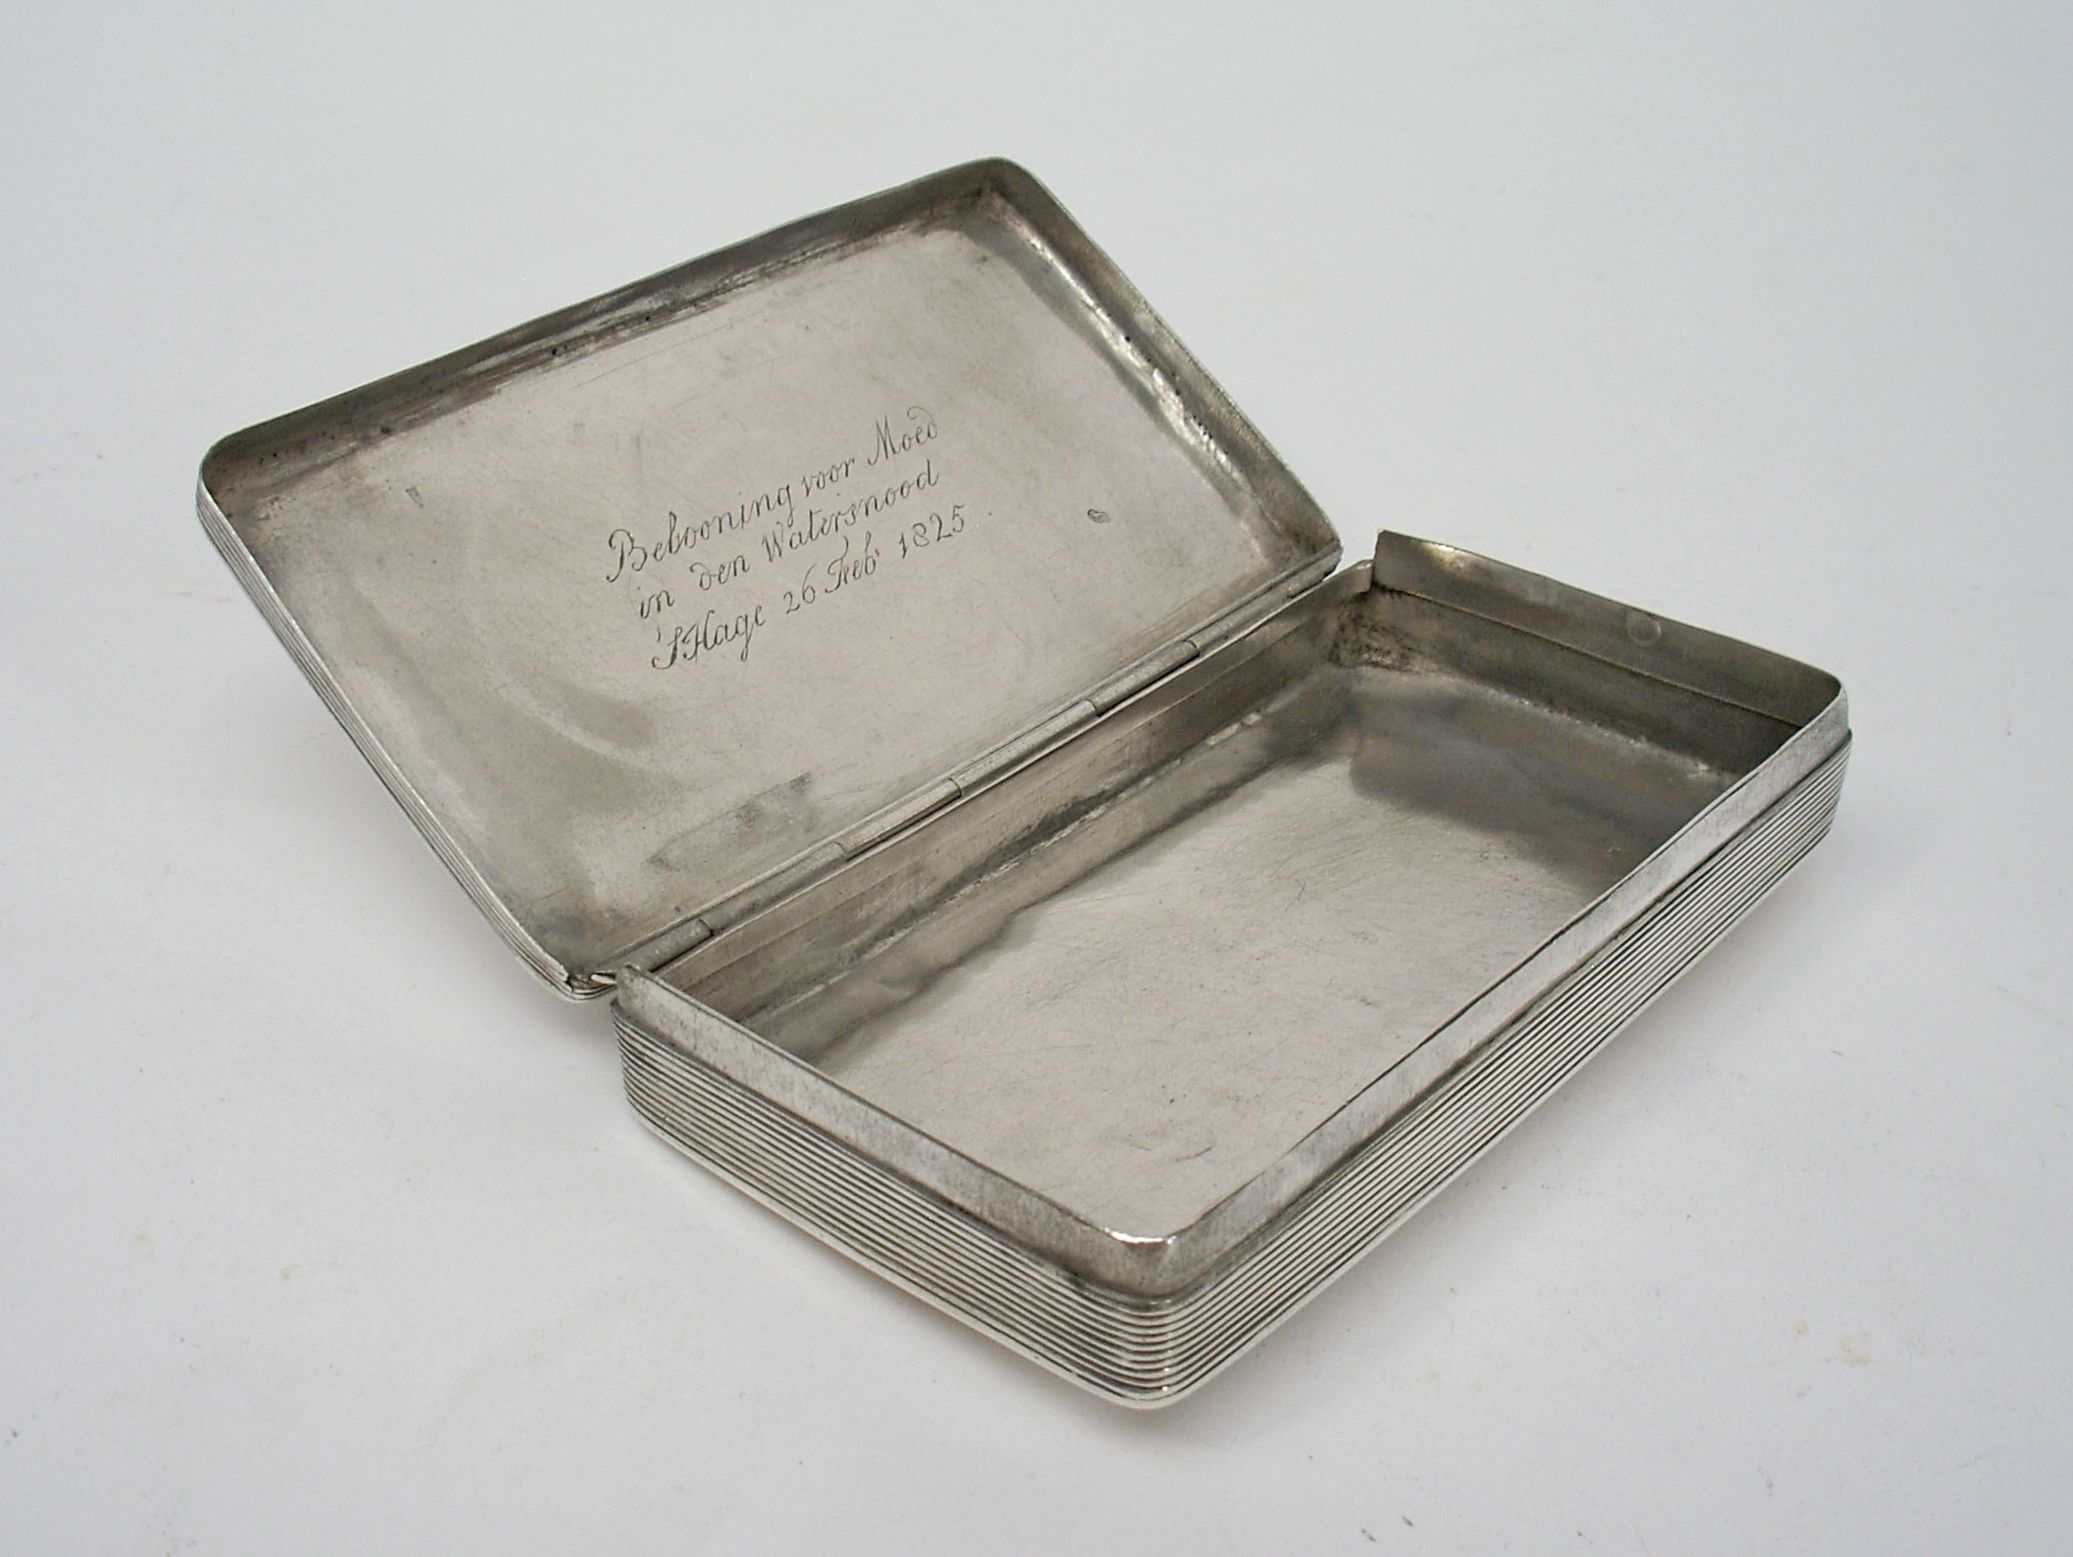 Belooning voor Moed
in den Watersnood
'SHage 26 Feb 1825